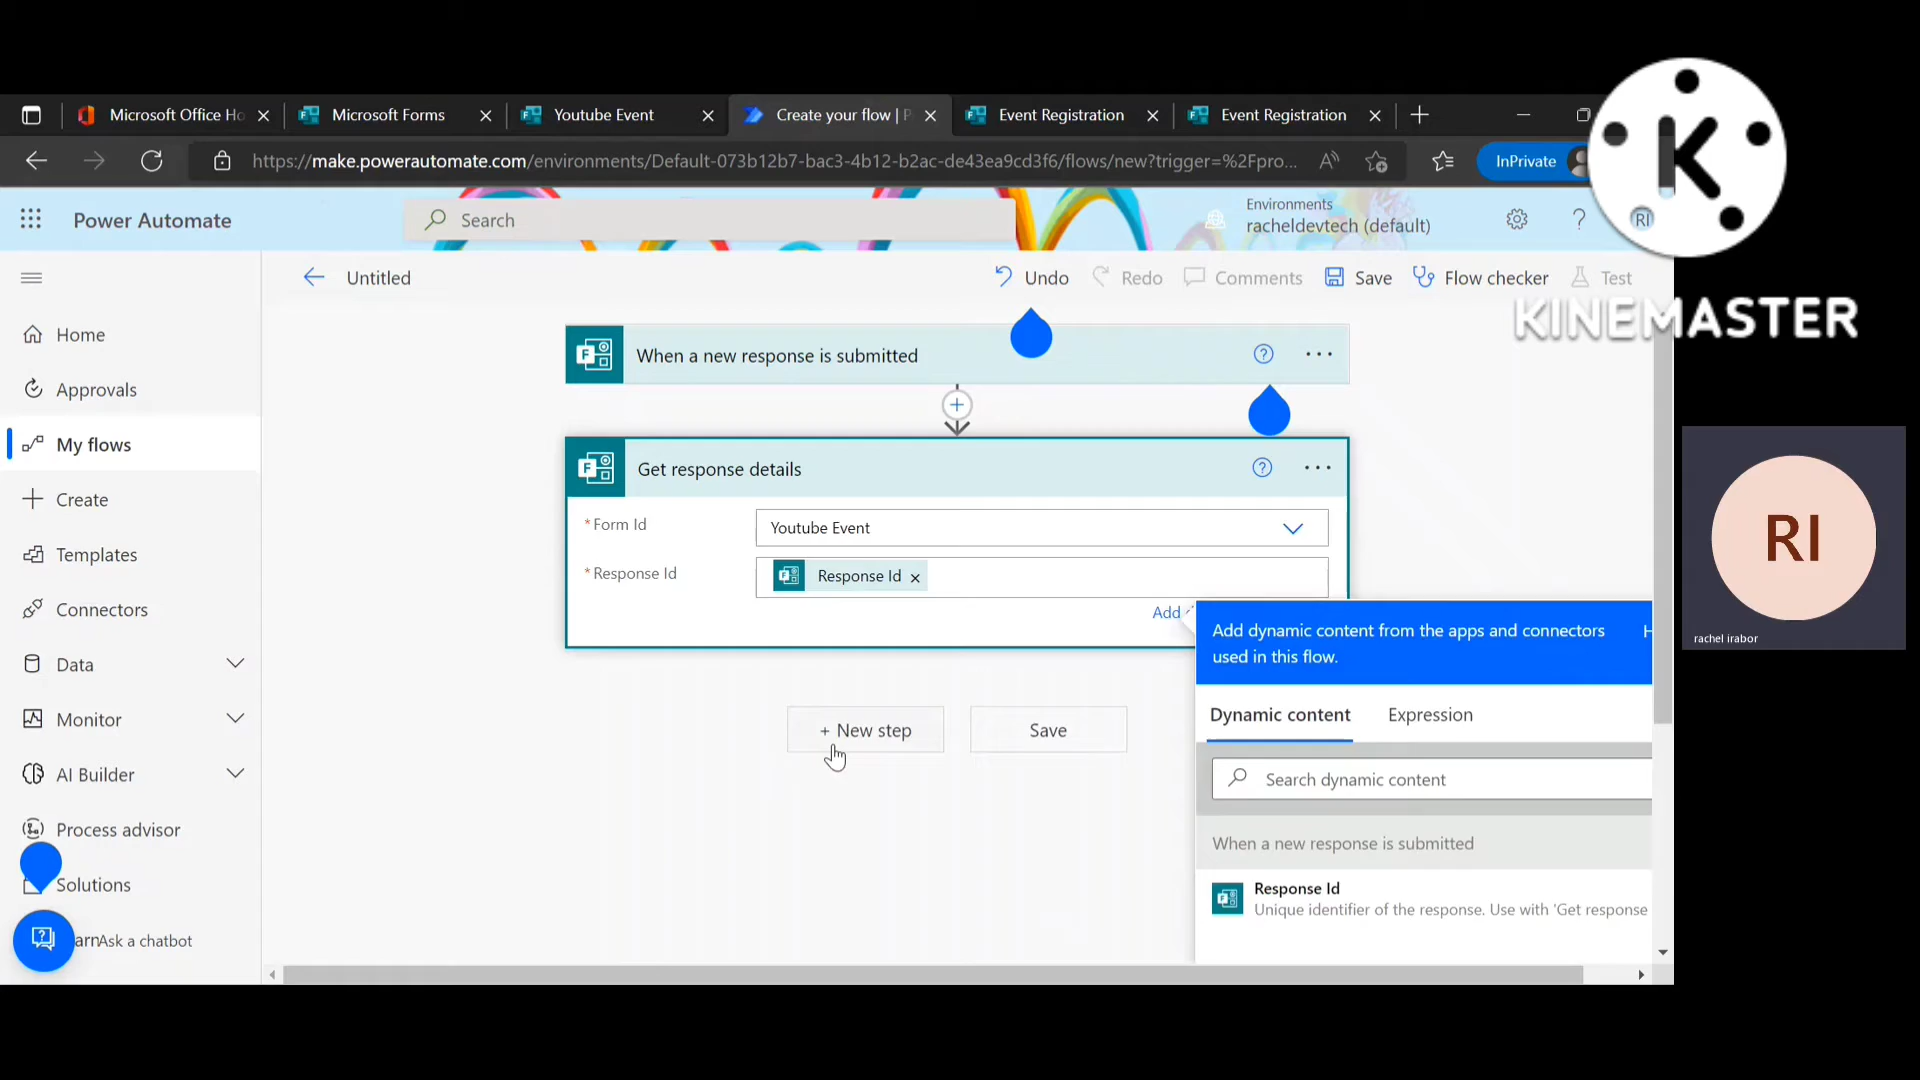 Microsoft Office Ho
Microsoft Forms
Youtube Event
Create your flow | P
Event Registration
Event Registration
https://make.powerautomate.com/environments/Default-073b12b7-bac3-4b12-b2ac-de43ea9cd3f6/flows/new?trigger=%2Fpro...
InPrivate
K
KINEMASTER
Power Automate
Search
Environments
racheldevtech (default)
RI
Untitled
Undo
Redo
Comments
Save
Flow checker
Test
Home
Approvals
My flows
Create
Templates
Connectors
Data
Monitor
AI Builder
Process advisor
Solutions
arn
Ask a chatbot
When a new response is submitted
Get response details
*Form Id
Youtube Event
*Response Id
Response Id
Add
+ New step
Save
Add dynamic content from the apps and connectors
used in this flow.
H
Dynamic content
Expression
Search dynamic content
When a new response is submitted
Response Id
Unique identifier of the response. Use with 'Get response
RI
rachel irabor